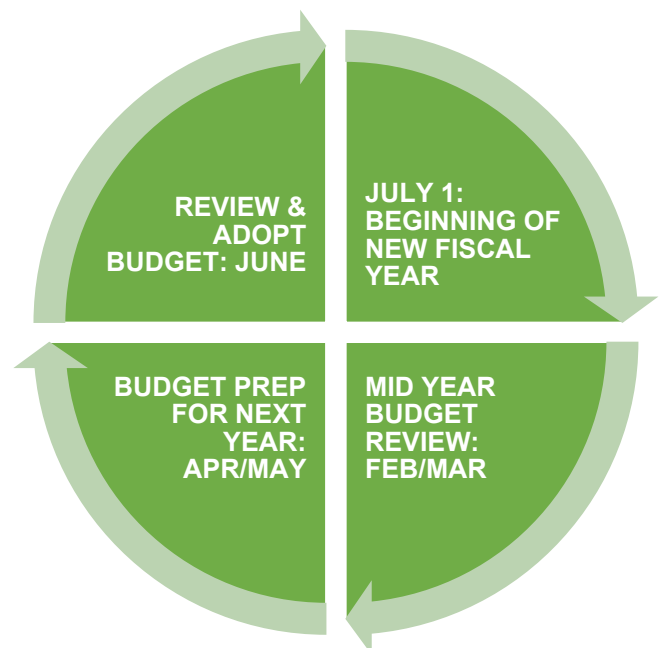 REVIEW &
ADOPT
BUDGET: JUNE
JULY 1:
BEGINNING OF
NEW FISCAL
YEAR
BUDGET PREP
FOR NEXT
YEAR:
APR/MAY
MID YEAR
BUDGET
REVIEW:
FEB/MAR